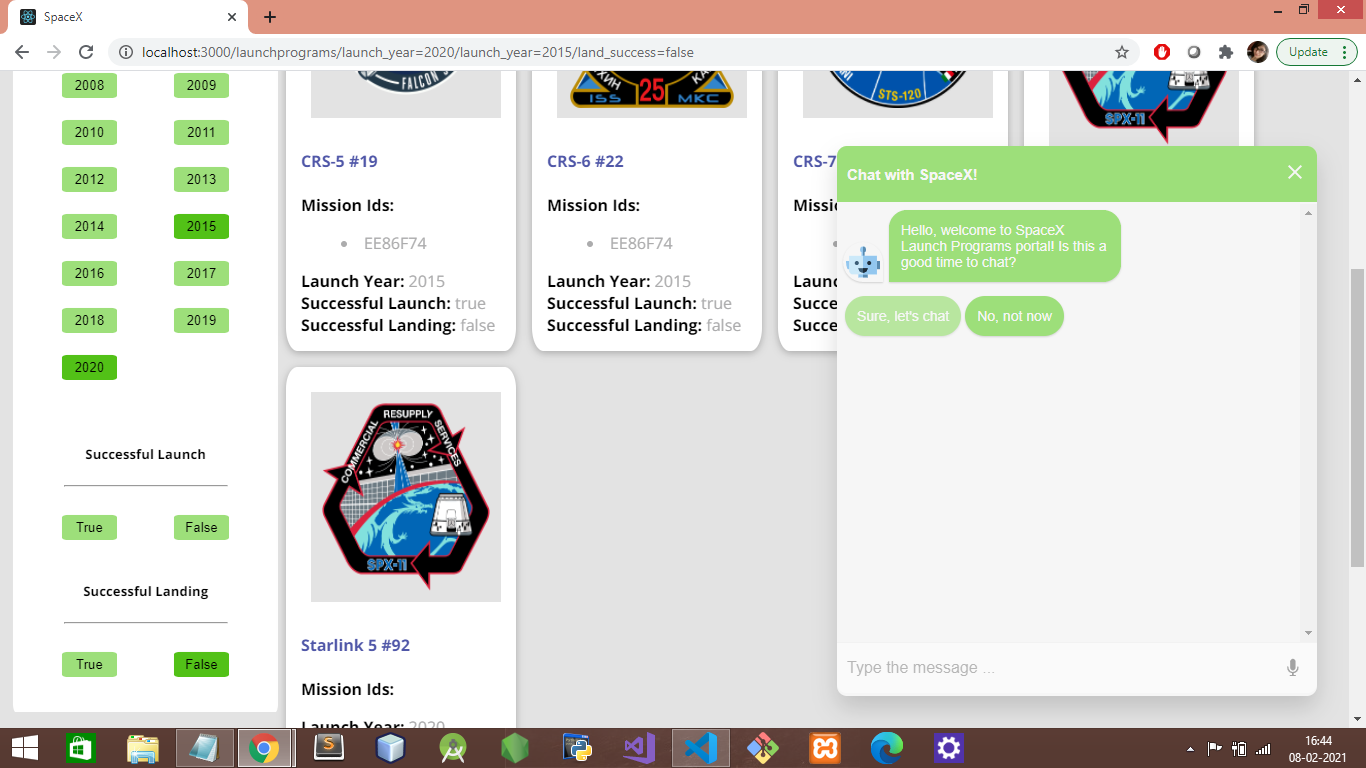 SpaceX
localhost:3000/launchprograms/launch_year=2020/launch_year=2015/land_success=false
Update
2008 2009
2010 2011
2012 2013
2014 2015
2016 2017
2018 2019
2020
Successful Launch
True False
Successful Landing
True False
FALCON
ISS 25 МКС
STS-120
SPX-11
CRS-5 #19
Mission Ids:
EE86F74
Launch Year: 2015
Successful Launch: true
Successful Landing: false
CRS-6 #22
Mission Ids:
EE86F74
Launch Year: 2015
Successful Launch: true
Successful Landing: false
CRS-7
COMMERCIAL RESUPPLY SERVICES
SPX-11
Starlink 5 #92
Mission Ids:
Launch Year: 2020
Chat with SpaceX!
Hello, welcome to SpaceX
Launch Programs portal! Is this a
good time to chat?
Sure, let's chat No, not now
Type the message ...
16:44
08-02-2021